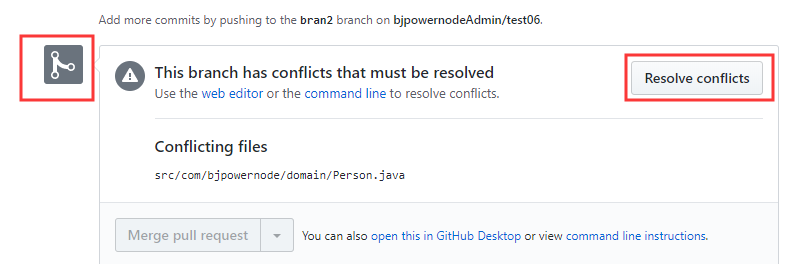 Add more commits by pushing to the bran2 branch on bjpowernodeAdmin/test06.
This branch has conflicts that must be resolved
Use the web editor or the command line to resolve conflicts.
Resolve conflicts
Conflicting files
src/com/bjpowernode/domain/Person.java
Merge pull request
You can also open this in GitHub Desktop or view command line instructions.